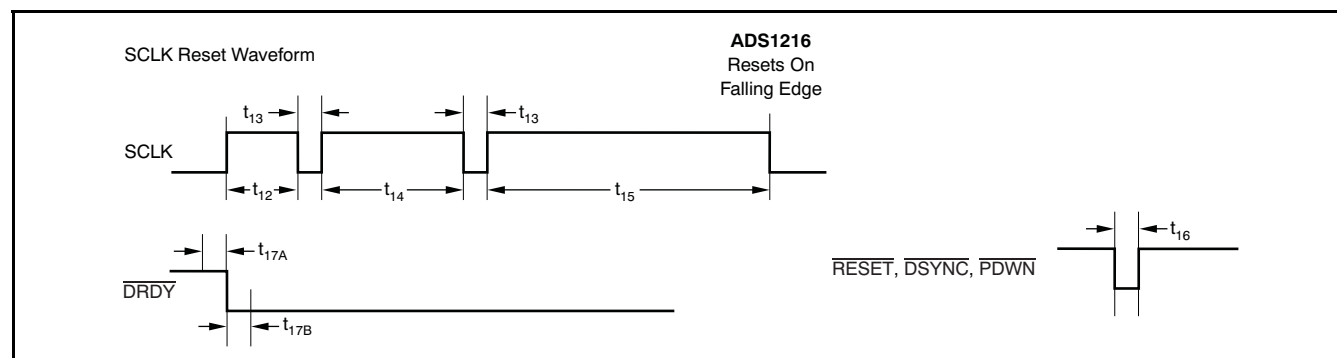 SCLK Reset Waveform
ADS1216
Resets On
Falling Edge
t13
t13
SCLK
t12
t14
t15
t17A
DRDY
t17B
t16
RESET, DSYNC, PDWN